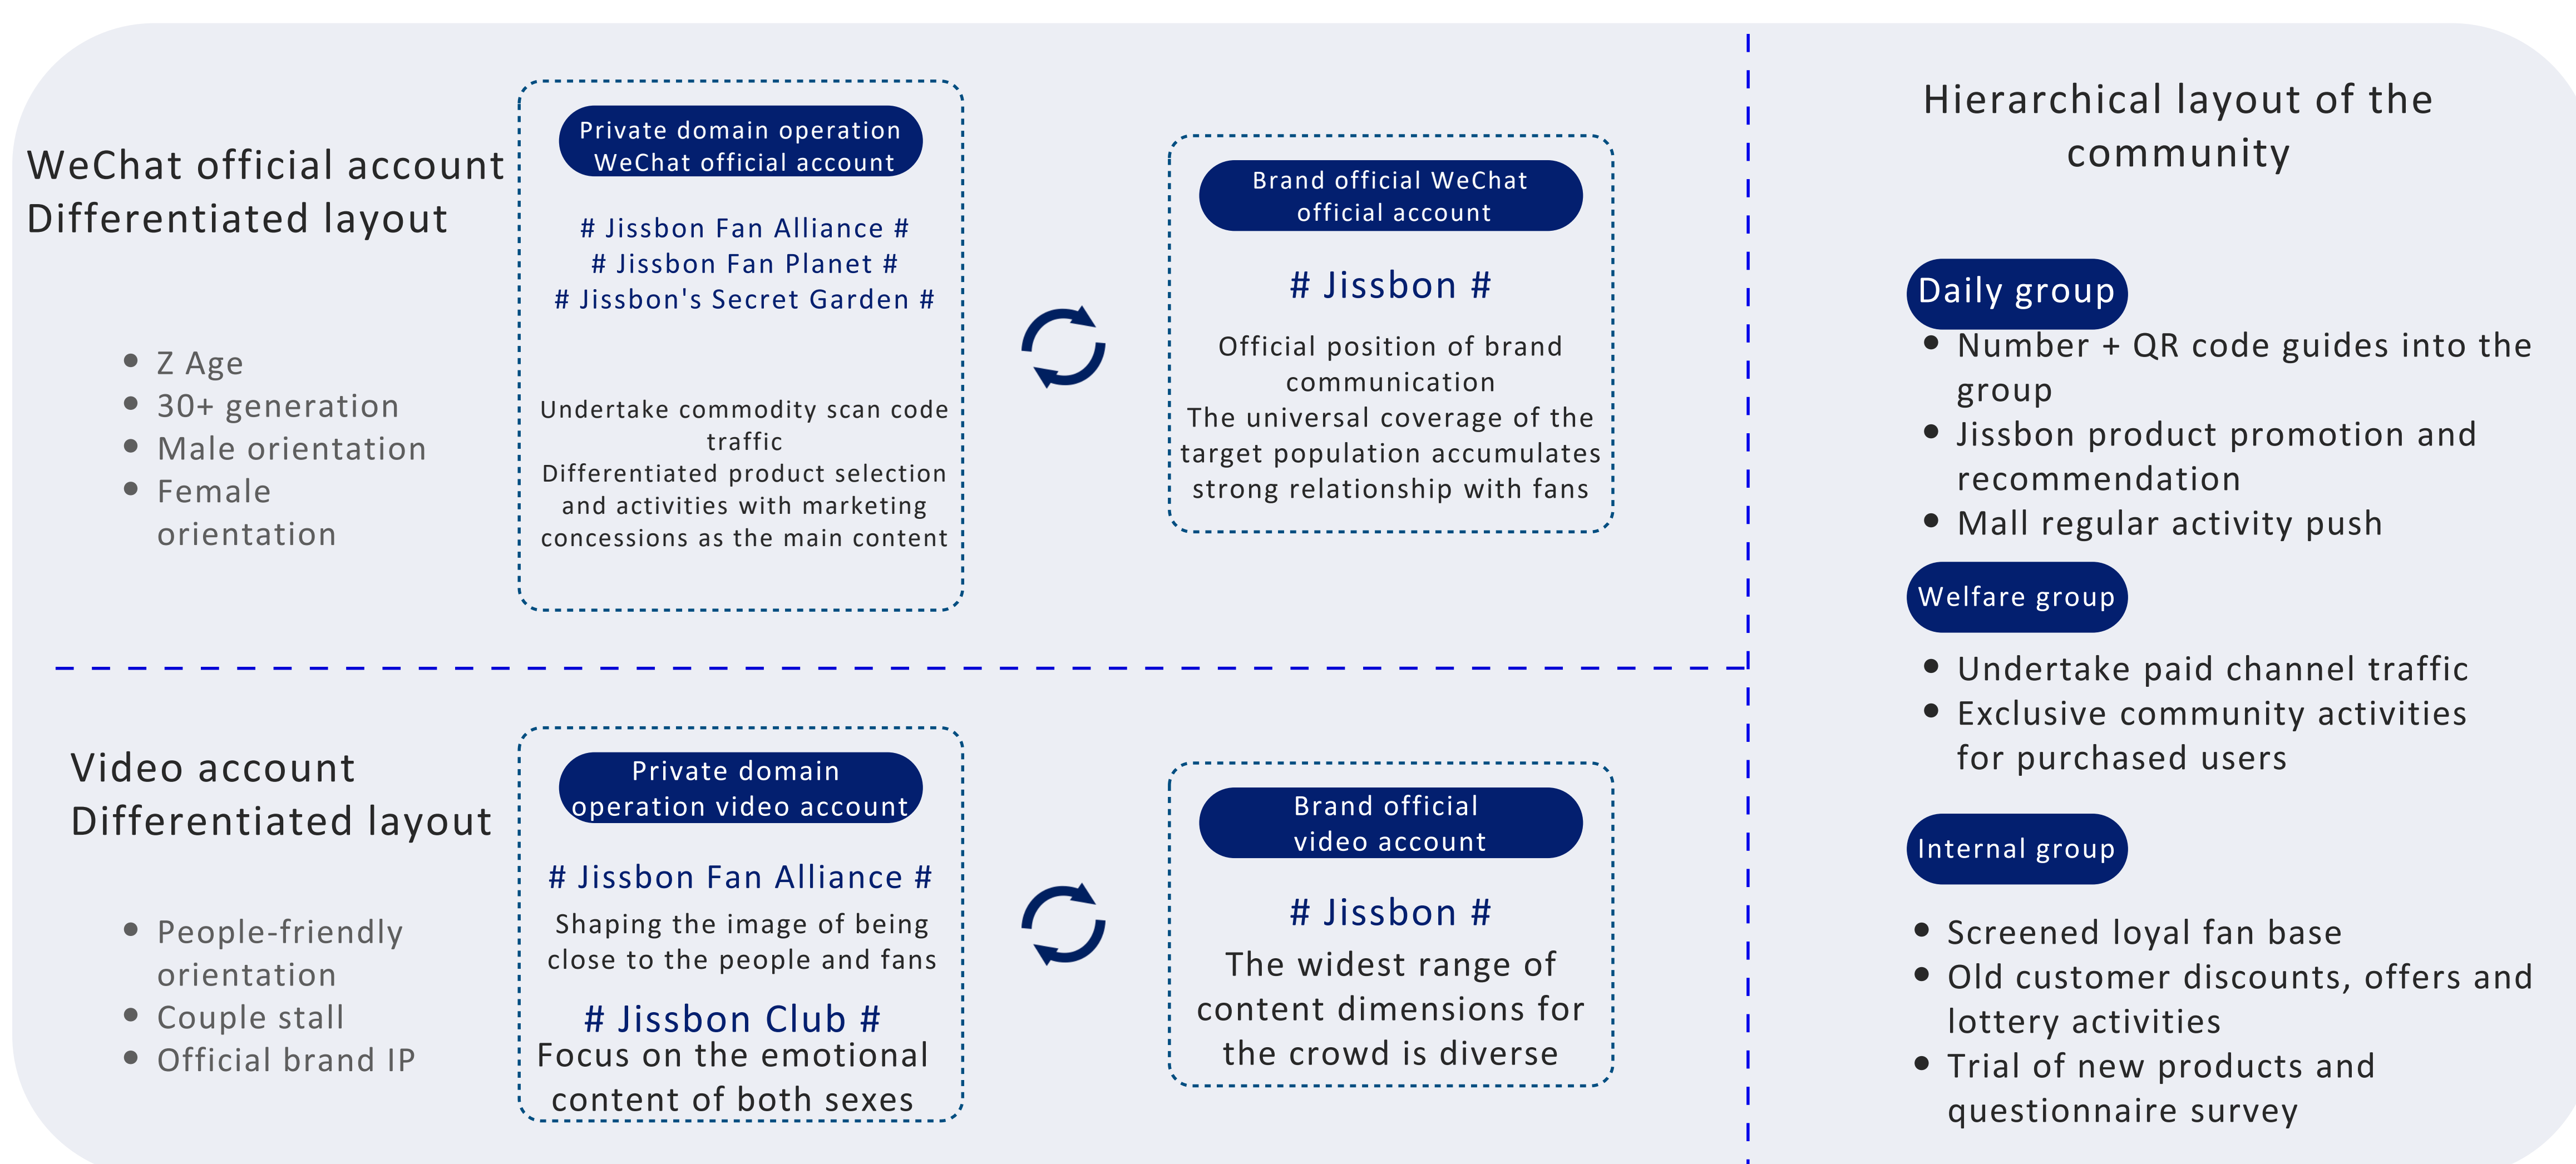 WeChat official account
Differentiated layout
Z Age
30+ generation
Male orientation
Female
orientation
Private domain operation
WeChat official account
# Jissbon Fan Alliance #
# Jissbon Fan Planet #
# Jissbon's Secret Garden #
Undertake commodity scan code
traffic
Differentiated product selection
and activities with marketing
concessions as the main content
Brand official WeChat
official account
# Jissbon #
Official position of brand
communication
The universal coverage of the
target population accumulates
strong relationship with fans
Video account
Differentiated layout
People-friendly
orientation
Couple stall
Official brand IP
Private domain
operation video account
# Jissbon Fan Alliance #
Shaping the image of being
close to the people and fans
# Jissbon Club #
Focus on the emotional
content of both sexes
Brand official
video account
# Jissbon #
The widest range of
content dimensions for
the crowd is diverse
Hierarchical layout of the
community
Daily group
Number + QR code guides into the
group
Jissbon product promotion and
recommendation
Mall regular activity push
Welfare group
Undertake paid channel traffic
Exclusive community activities
for purchased users
Internal group
Screened loyal fan base
Old customer discounts, offers and
lottery activities
Trial of new products and
questionnaire survey